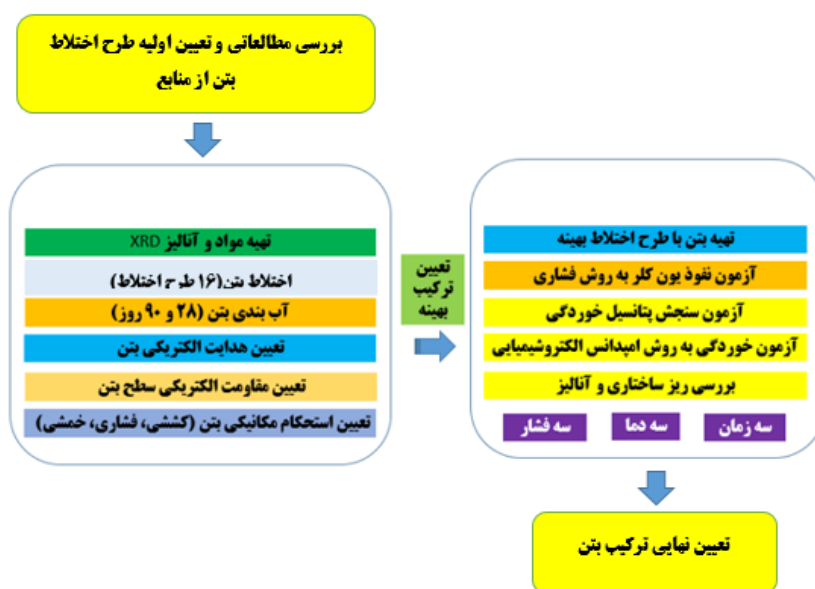 بررسی مطالعاتی و تعیین اولیه طرح اختلاط
بتن از منابع
تهیه مواد و آنالیز XRD
اختلاط بتن(۱۶ طرح اختلاط)
آب بندی بتن (۲۸ و ۹۰ روز)
تعیین هدایت الکتریکی بتن
تعیین مقاومت الکتریکی سطح بتن
تعیین استحکام مکانیکی بتن (کششی، فشاری، خمشی)
تعیین
ترکیب
بهینه
تهیه بتن با طرح اختلاط بهینه
آزمون نفوذ یون کلر به روش فشاری
آزمون سنجش پتانسیل خوردگی
آزمون خوردگی به روش امپدانس الکتروشیمیایی
بررسی ریز ساختاری و آنالیز
سه زمان
سه دما
سه فشار
تعیین نهایی ترکیب بتن